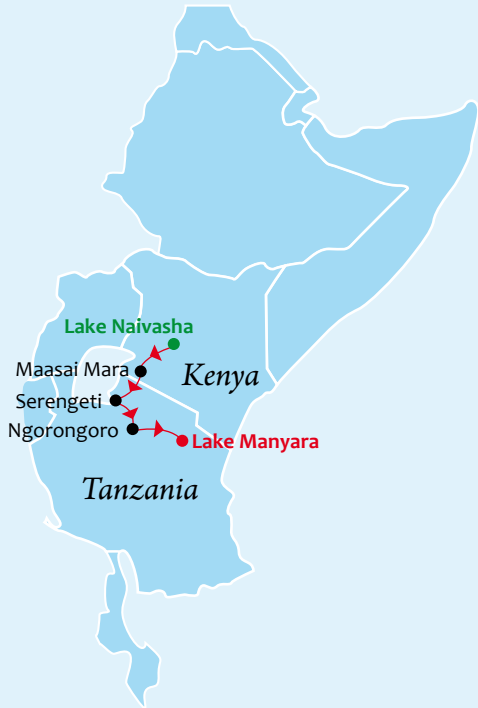 Lake Naivasha
Maasai Mara
Kenya
Serengeti
Ngorongoro
Lake Manyara
Tanzania